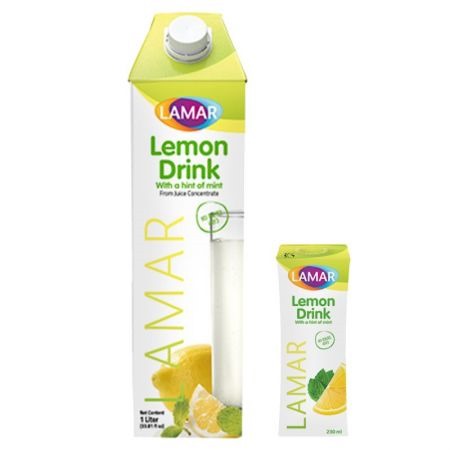 LAMAR
Lemon
Drink
With a hint of mint
From Juice Concentrate
LAMAR
Net Content
1 Liter
(33.81 fl oz)
LAMAR
Lemon
Drink
With a hint of mint
LAMAR
230 ml